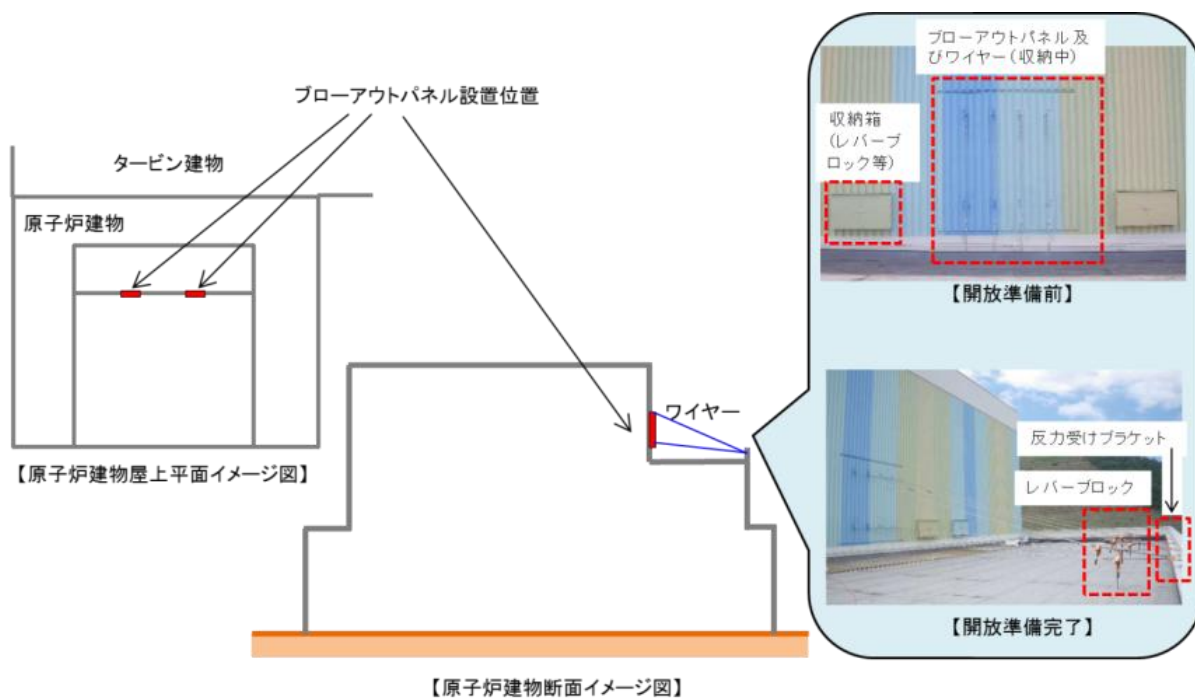 ブローアウトパネル設置位置
タービン建物
原子炉建物
【原子炉建物屋上平面イメージ図】
ワイヤー
【原子炉建物断面イメージ図】
ブローアウトパネル及
びワイヤー（収納中）
収納箱
（レバーブ
ロック等）
【開放準備前】
反力受けブラケット
レバーブロック
【開放準備完了】